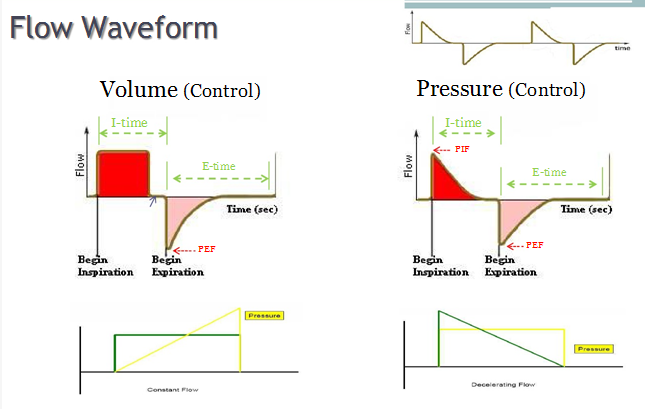 Flow Waveform
Flow
time
Volume (Control)
I-time
E-time
Flow
Time (sec)
PEF
Begin
Inspiration
Begin
Expiration
Pressure
Constant Flow
Pressure (Control)
I-time
PIF
E-time
Flow
Time (sec)
PEF
Begin
Inspiration
Begin
Expiration
Pressure
Decelerating Flow